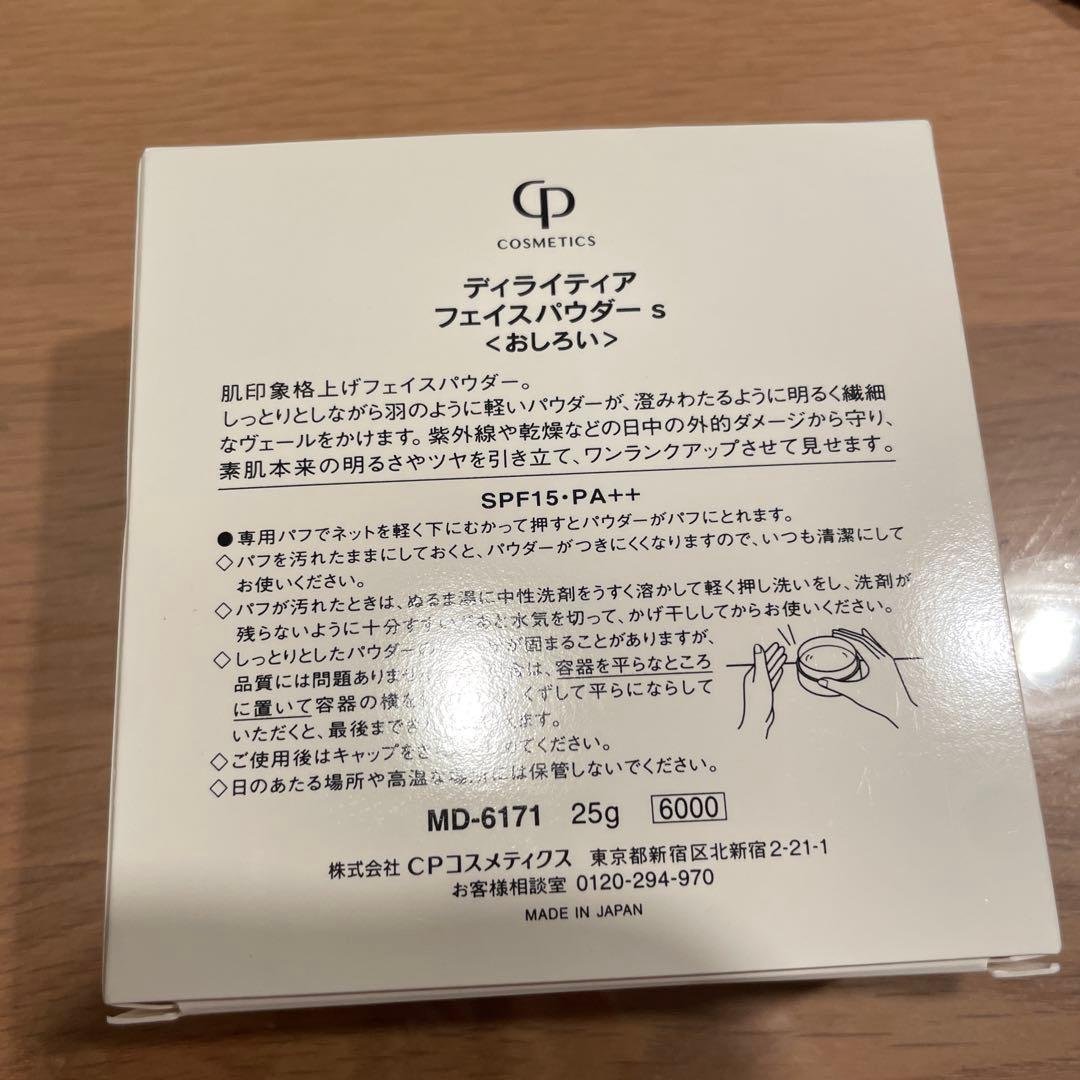 CP
COSMETICS
ディライティア
フェイスパウダー s
<おしろい>
肌印象格上げフェイスパウダー。
しっとりとしながら羽のように軽いパウダーが、澄みわたるように明るく繊細
なヴェールをかけます。紫外線や乾燥などの日中の外的ダメージから守り、
素肌本来の明るさやツヤを引き立て、ワンランクアップさせて見せます。
SPF15・PA++
●専用パフでネットを軽く下にむかって押すとパウダーがパフにとれます。
◇パフを汚れたままにしておくと、パウダーがつきにくくなりますので、いつも清潔にして
お使いください。
◇パフが汚れたときは、ぬるま湯に中性洗剤をうすく溶かして軽く押し洗いをし、洗剤が
残らないように十分すすいだあと水気を切って、かげ干ししてからお使いください。
◇しっとりとしたパウダー 固まることがありますが、
品質には問題ありま は、容器を平らなところ
に置いて容器の横を くずして平らにならして
いただくと、最後まで ます。
◇ご使用後はキャップを めてください。
◇日のあたる場所や高温な場所には保管しないでください。
MD-6171 25g 6000
株式会社 CPコスメティクス 東京都新宿区北新宿2-21-1
お客様相談室 0120-294-970
MADE IN JAPAN